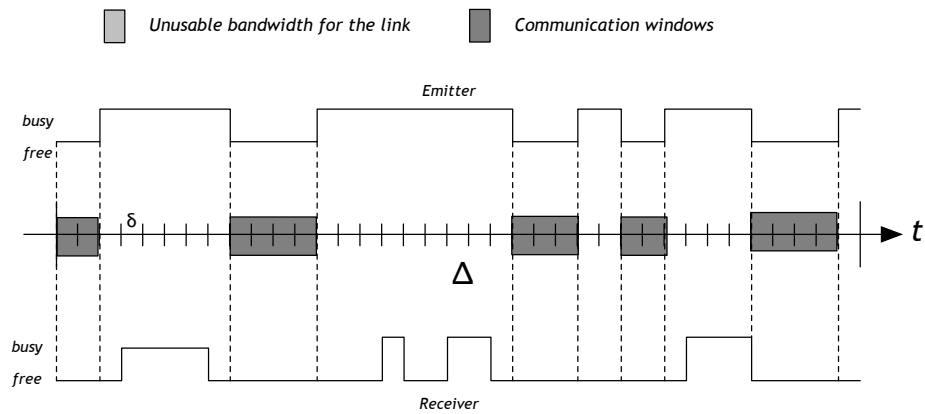 Unusable bandwidth for the link
Communication windows
Emitter
busy
free
δ
t
Δ
busy
free
Receiver